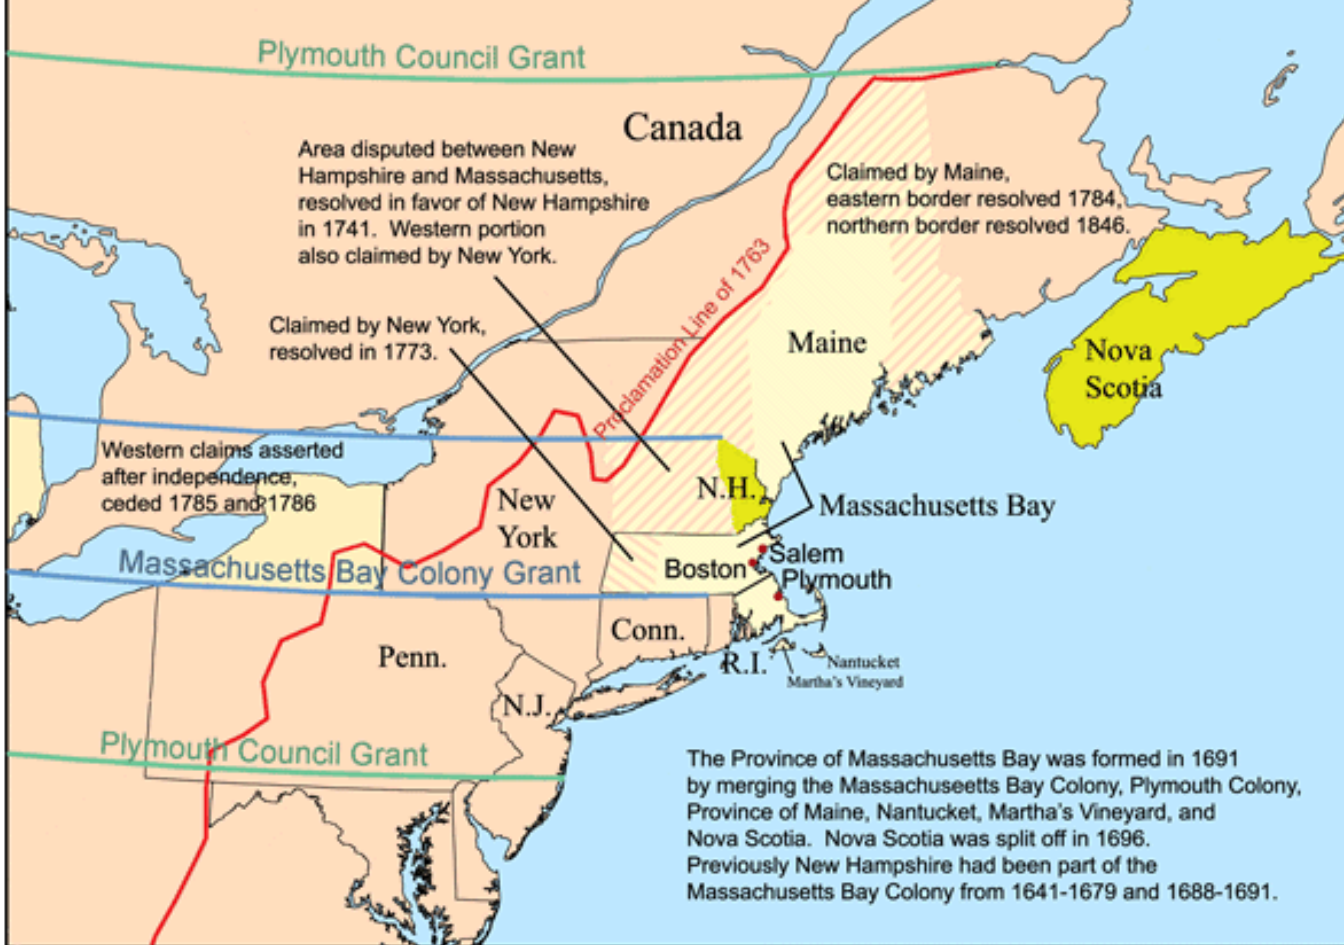 Plymouth Council Grant
Canada
Area disputed between New
Hampshire and Massachusetts,
resolved in favor of New Hampshire
in 1741. Western portion
also claimed by New York.
Claimed by Maine,
eastern border resolved 1784,
northern border resolved 1846.
Proclamation Line of 1763
Claimed by New York,
resolved in 1773.
Maine
Nova
Scotia
Western claims asserted
after independence,
ceded 1785 and 1786
New
York
N.H.
Massachusetts Bay
Massachusetts Bay Colony Grant
Boston
Salem
Plymouth
Conn.
R.I.
Nantucket
Martha's Vineyard
Penn.
N.J.
Plymouth Council Grant
The Province of Massachusetts Bay was formed in 1691
by merging the Massachuseetts Bay Colony, Plymouth Colony,
Province of Maine, Nantucket, Martha's Vineyard, and
Nova Scotia. Nova Scotia was split off in 1696.
Previously New Hampshire had been part of the
Massachusetts Bay Colony from 1641-1679 and 1688-1691.